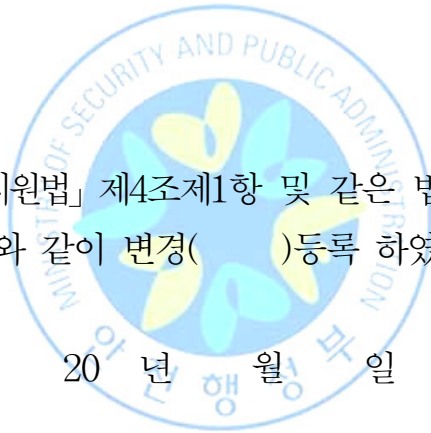 MINISTRY OF SECURITY AND PUBLIC ADMINISTRATION
지원법」 제4조제1항 및 같은 법
와 같이 변경( )등록 하였
20 년 월 일
안전행정부